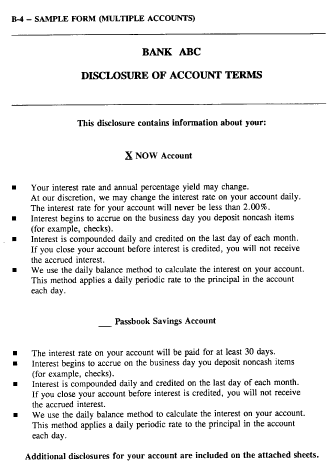 B-4 – SAMPLE FORM (MULTIPLE ACCOUNTS)
BANK ABC
DISCLOSURE OF ACCOUNT TERMS
This disclosure contains information about your:
X NOW Account
■ Your interest rate and annual percentage yield may change.
At our discretion, we may change the interest rate on your account daily.
The interest rate for your account will never be less than 2.00%.
■ Interest begins to accrue on the business day you deposit noncash items
(for example, checks).
■ Interest is compounded daily and credited on the last day of each month.
If you close your account before interest is credited, you will not receive
the accrued interest.
■ We use the daily balance method to calculate the interest on your account.
This method applies a daily periodic rate to the principal in the account
each day.
__ Passbook Savings Account
■ The interest rate on your account will be paid for at least 30 days.
■ Interest begins to accrue on the business day you deposit noncash items
(for example, checks).
■ Interest is compounded daily and credited on the last day of each month.
If you close your account before interest is credited, you will not receive
the accrued interest.
■ We use the daily balance method to calculate the interest on your account.
This method applies a daily periodic rate to the principal in the account
each day.
Additional disclosures for your account are included on the attached sheets.